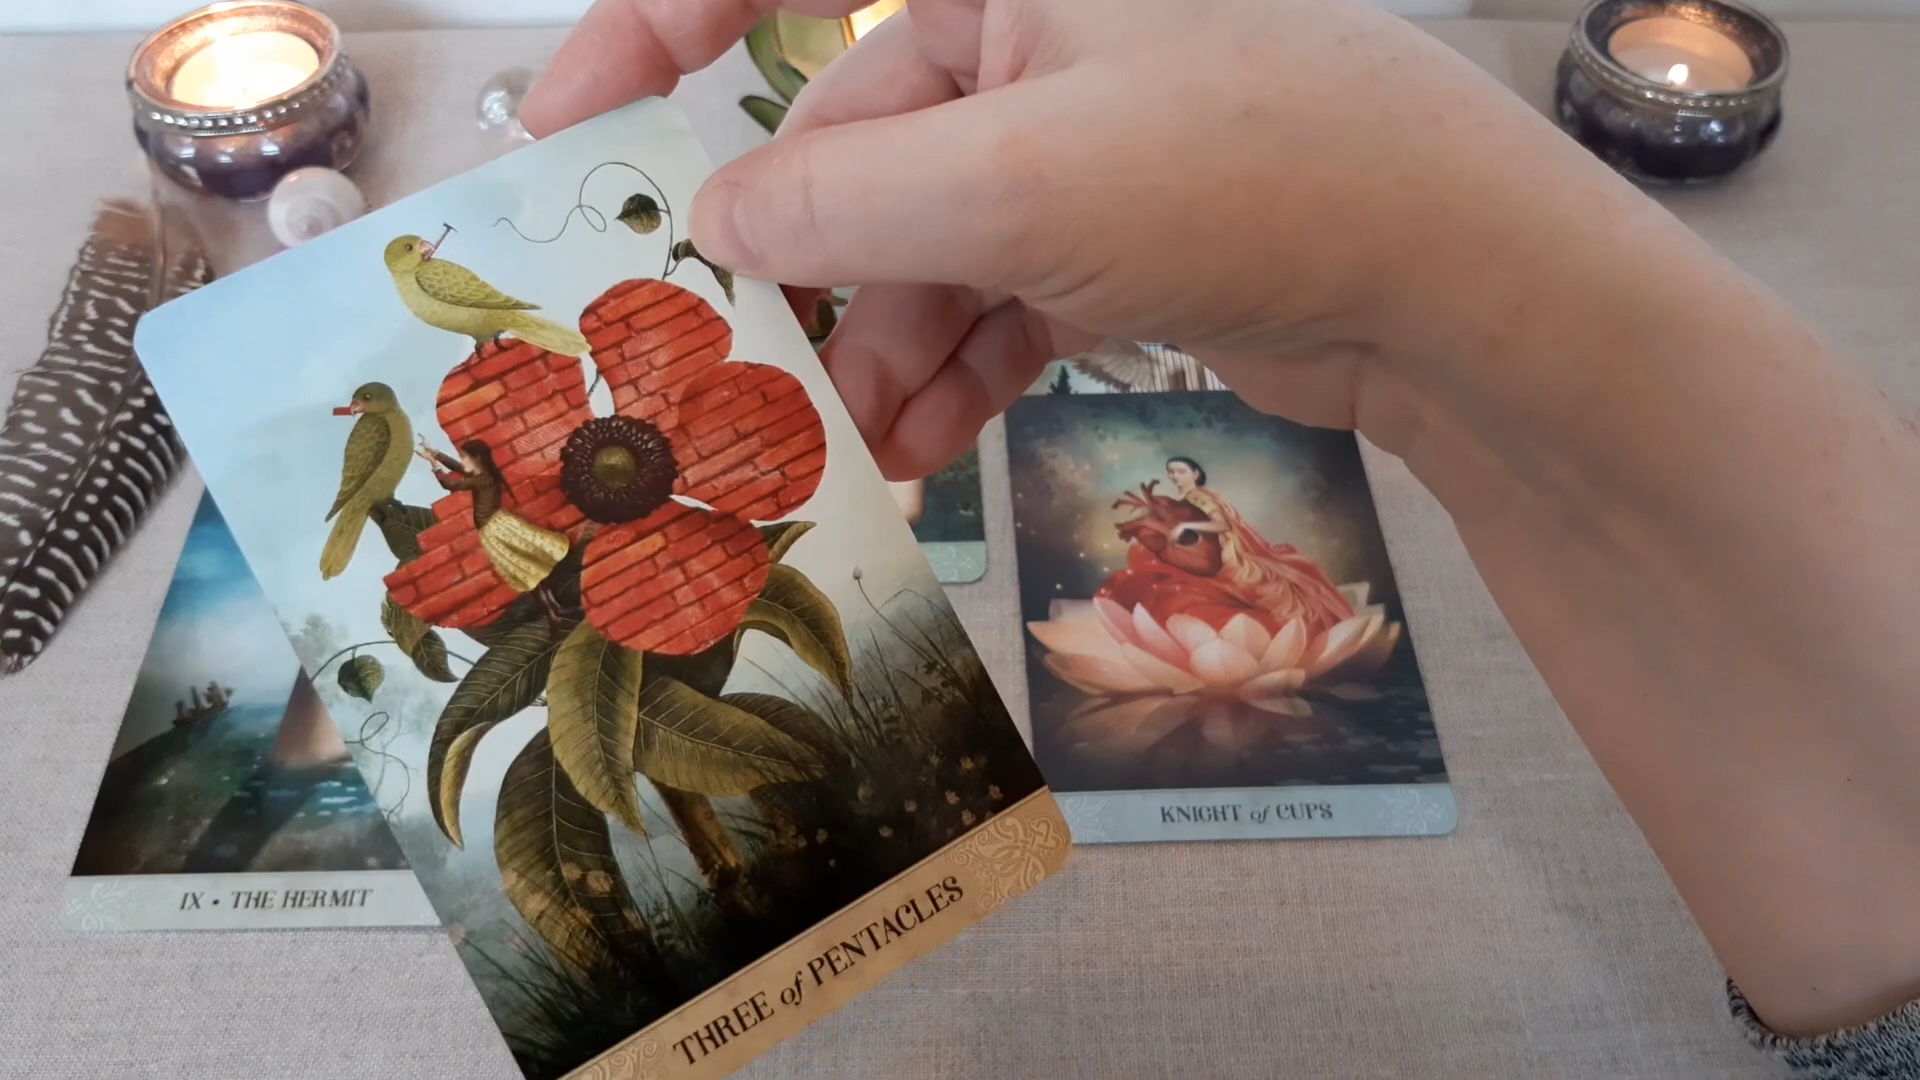 IX • THE HERMIT
THREE of PENTACLES
KNIGHT of CUPS